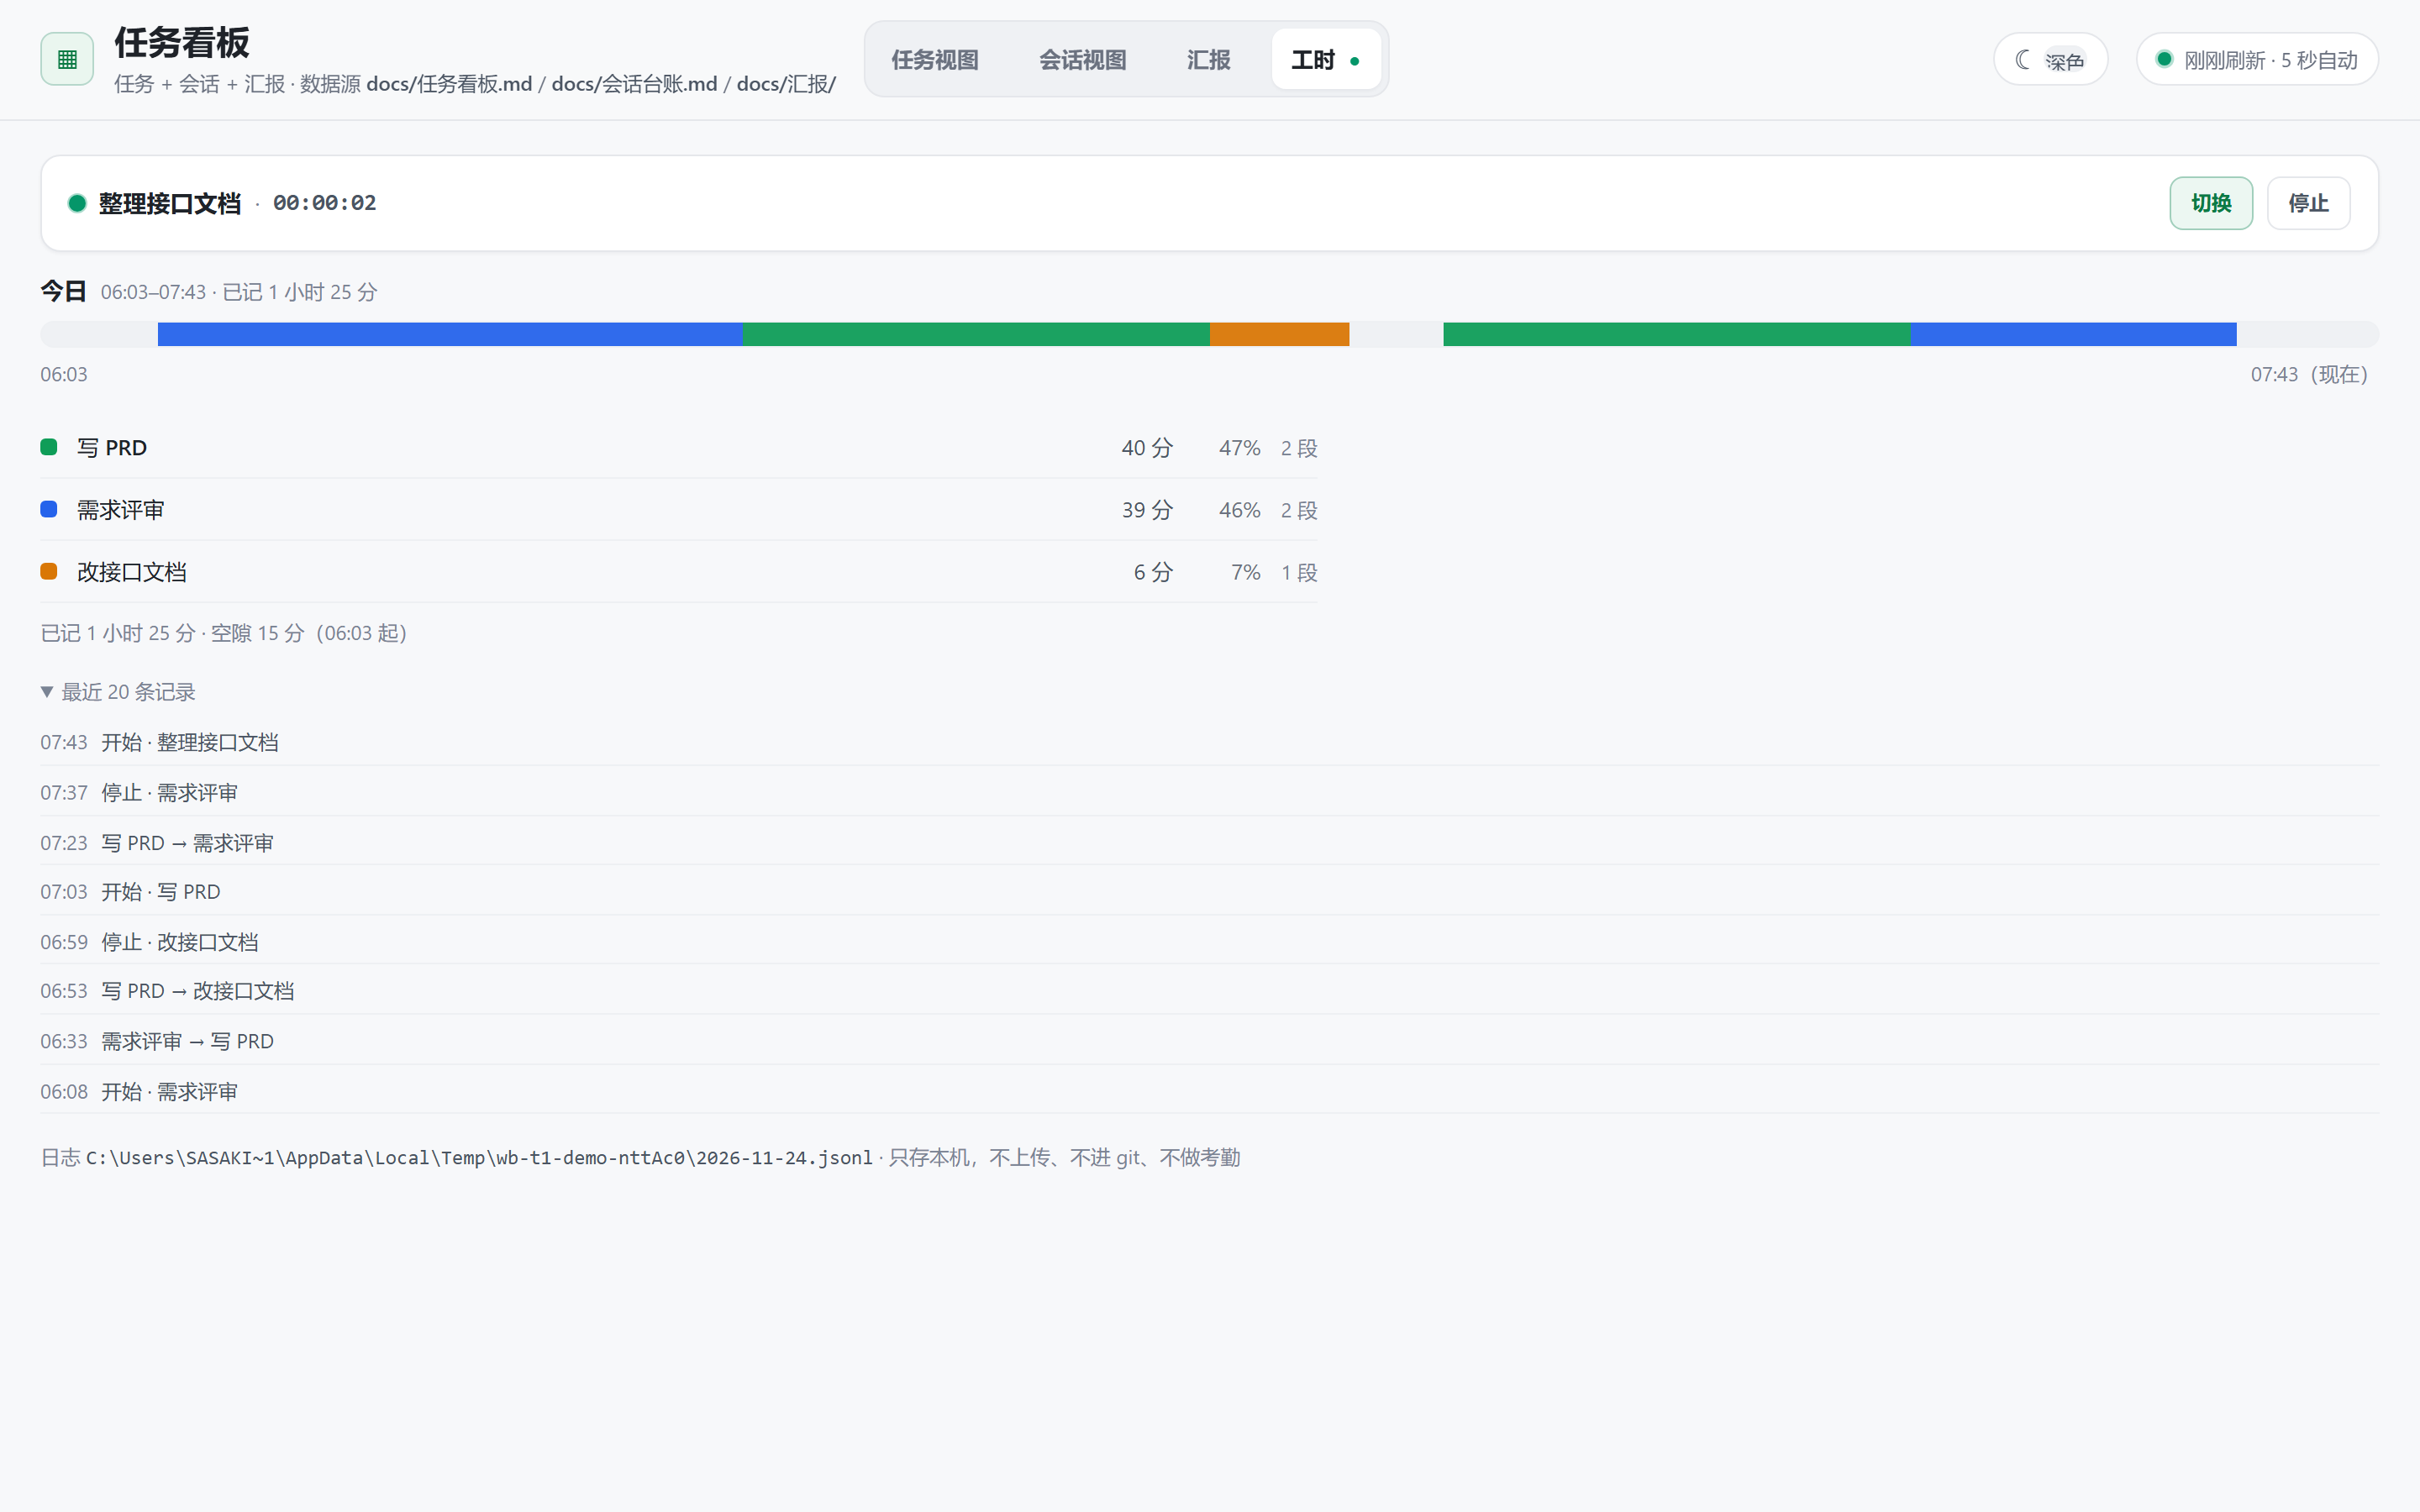 任务看板
任务 + 会话 + 汇报 · 数据源 docs/任务看板.md / docs/会话台账.md / docs/汇报/
任务视图 会话视图 汇报 工时
深色
刚刚刷新 · 5 秒自动
整理接口文档 · 00:00:02
切换 停止
今日 06:03–07:43 · 已记 1 小时 25 分
06:03 07:43（现在）
写 PRD 40 分 47% 2 段
需求评审 39 分 46% 2 段
改接口文档 6 分 7% 1 段
已记 1 小时 25 分 · 空隙 15 分（06:03 起）
▼ 最近 20 条记录
07:43 开始 · 整理接口文档
07:37 停止 · 需求评审
07:23 写 PRD → 需求评审
07:03 开始 · 写 PRD
06:59 停止 · 改接口文档
06:53 写 PRD → 改接口文档
06:33 需求评审 → 写 PRD
06:08 开始 · 需求评审
日志 C:\Users\SASAKI~1\AppData\Local\Temp\wb-t1-demo-nttAc0\2026-11-24.jsonl · 只存本机，不上传、不进 git、不做考勤